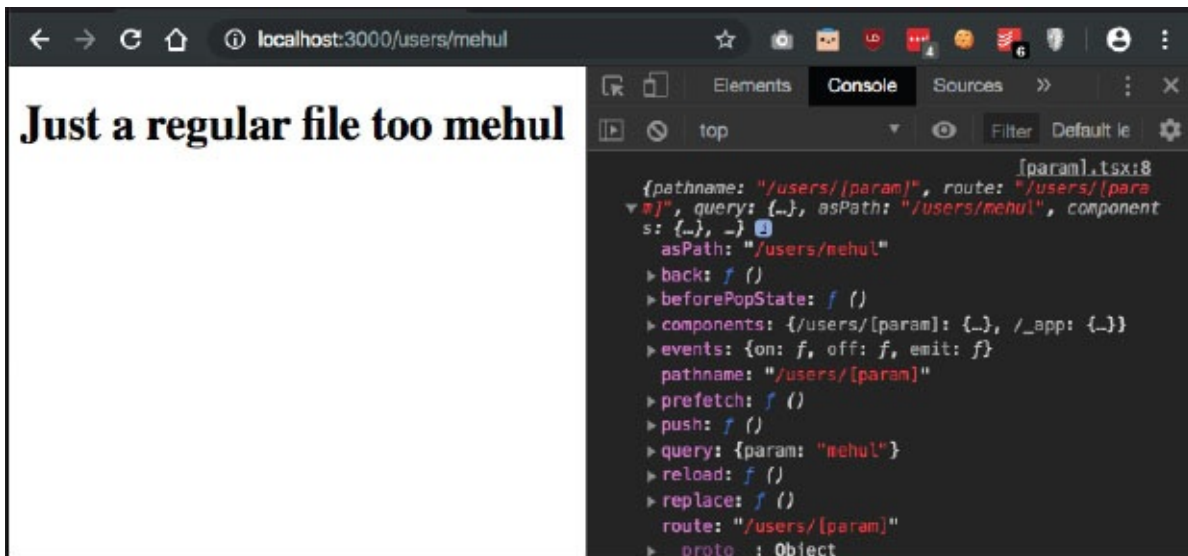 localhost:3000/users/mehul
4
6
Just a regular file too mehul
Elements Console Sources »
top Filter Default le
[param].tsx:8
{pathname: "/users/[param]", route: "/users/[para
m]", query: {…}, asPath: "/users/mehul", component
s: {…}, …} i
asPath: "/users/mehul"
back: ƒ ()
beforePopState: ƒ ()
components: {/users/[param]: {…}, /_app: {…}}
events: {on: ƒ, off: ƒ, emit: ƒ}
pathname: "/users/[param]"
prefetch: ƒ ()
push: ƒ ()
query: {param: "mehul"}
reload: ƒ ()
replace: ƒ ()
route: "/users/[param]"
__proto__: Object